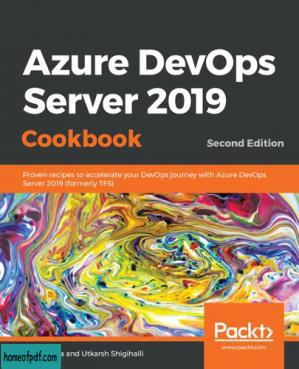 Azure DevOps
Server 2019
Cookbook
Second Edition
Proven recipes to accelerate your DevOps journey with Azure DevOps
Server 2019 (formerly TFS)
and Utkarsh Shigihalli
Packt>
www.packt.com
homeofpdf.com